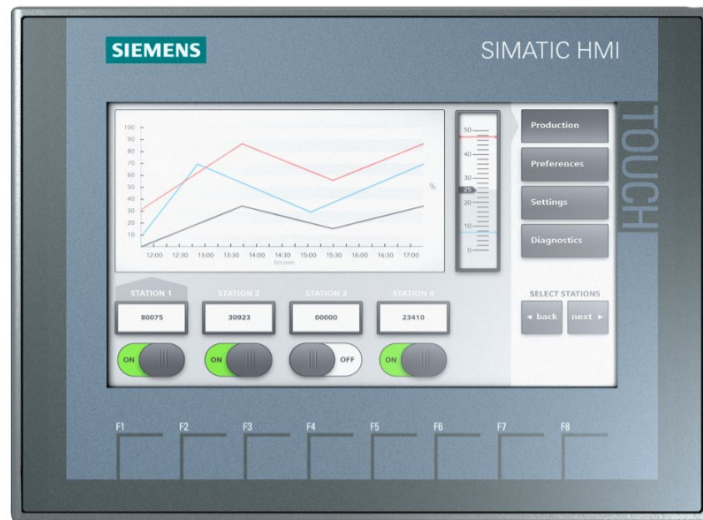 SIEMENS
SIMATIC HMI
TOUCH
100
90
80
70
60
50
40
30
20
10
%
12:00 12:30 13:00 13:30 14:00 14:30 15:00 15:30 16:00 16:30 17:00
50
40
30
25
20
10
0
Production
Preferences
Settings
Diagnostics
STATION 1 STATION 2 STATION 3 STATION 4
80075 30923 00000 23410
ON ON OFF ON
SELECT STATIONS
◄ back next ►
F1 F2 F3 F4 F5 F6 F7 F8